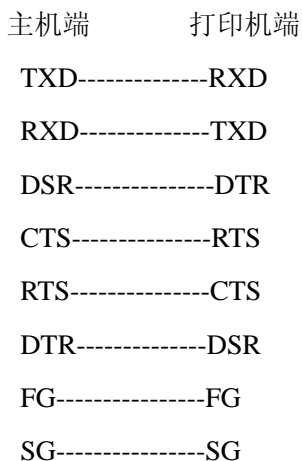 主机端 打印机端
TXD--------------RXD
RXD--------------TXD
DSR---------------DTR
CTS---------------RTS
RTS---------------CTS
DTR--------------DSR
FG----------------FG
SG----------------SG